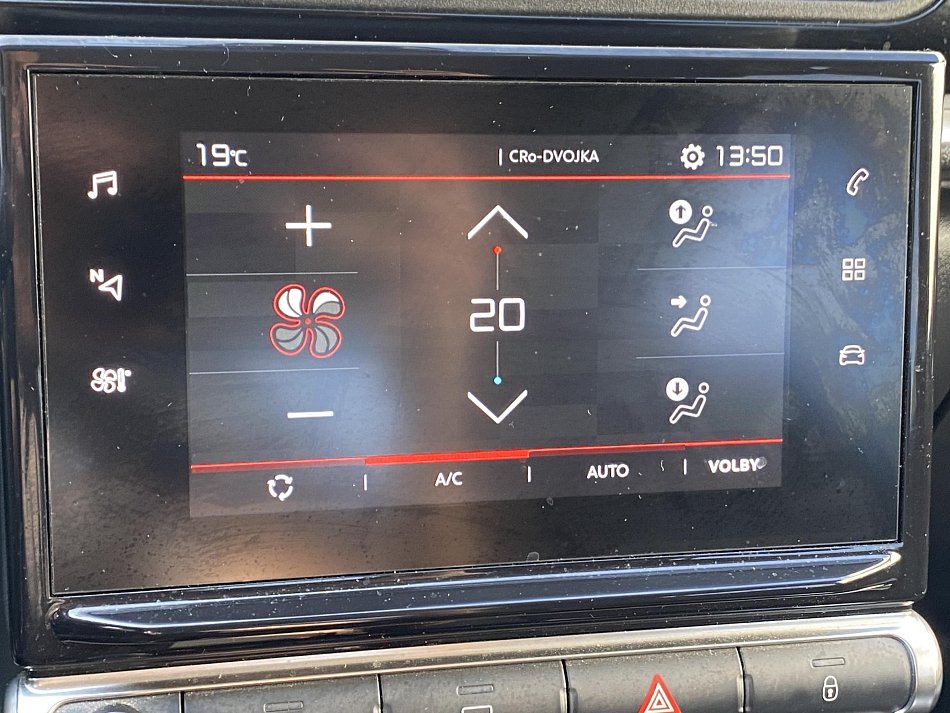 19°C
CRo-DVOJKA
13:50
N
20
A/C
AUTO
VOLBY